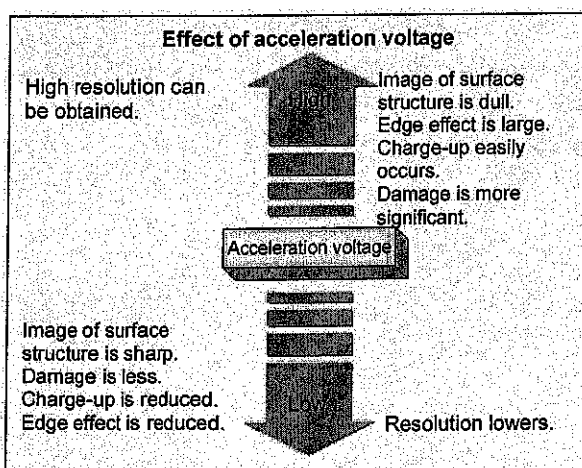 Effect of acceleration voltage
High resolution can
be obtained.
High
Image of surface
structure is dull.
Edge effect is large.
Charge-up easily
occurs.
Damage is more
significant.
Acceleration voltage
Image of surface
structure is sharp.
Damage is less.
Charge-up is reduced.
Edge effect is reduced.
Low
Resolution lowers.